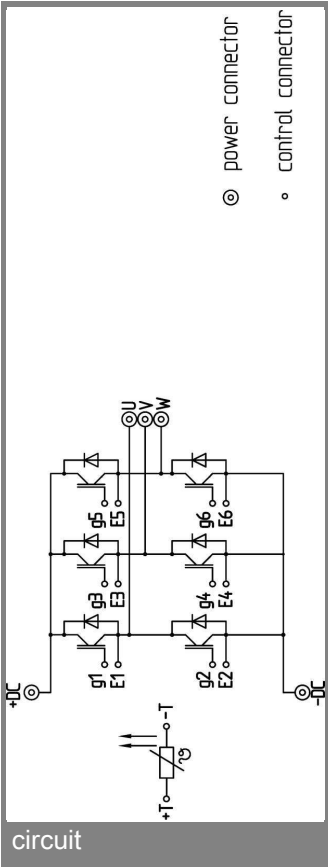 power connector
control connector
U
V
W
g5
E5
g6
E6
g3
E3
g4
E4
g1
E1
g2
E2
+DC
-DC
+T
-T
ϑ
circuit